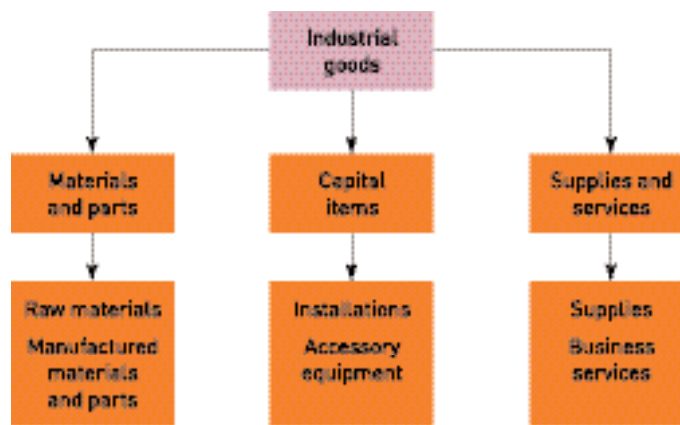 Industrial
goods
Materials
and parts
Capital
items
Supplies and
services
Raw materials
Manufactured
materials
and parts
Installations
Accessory
equipment
Supplies
Business
services